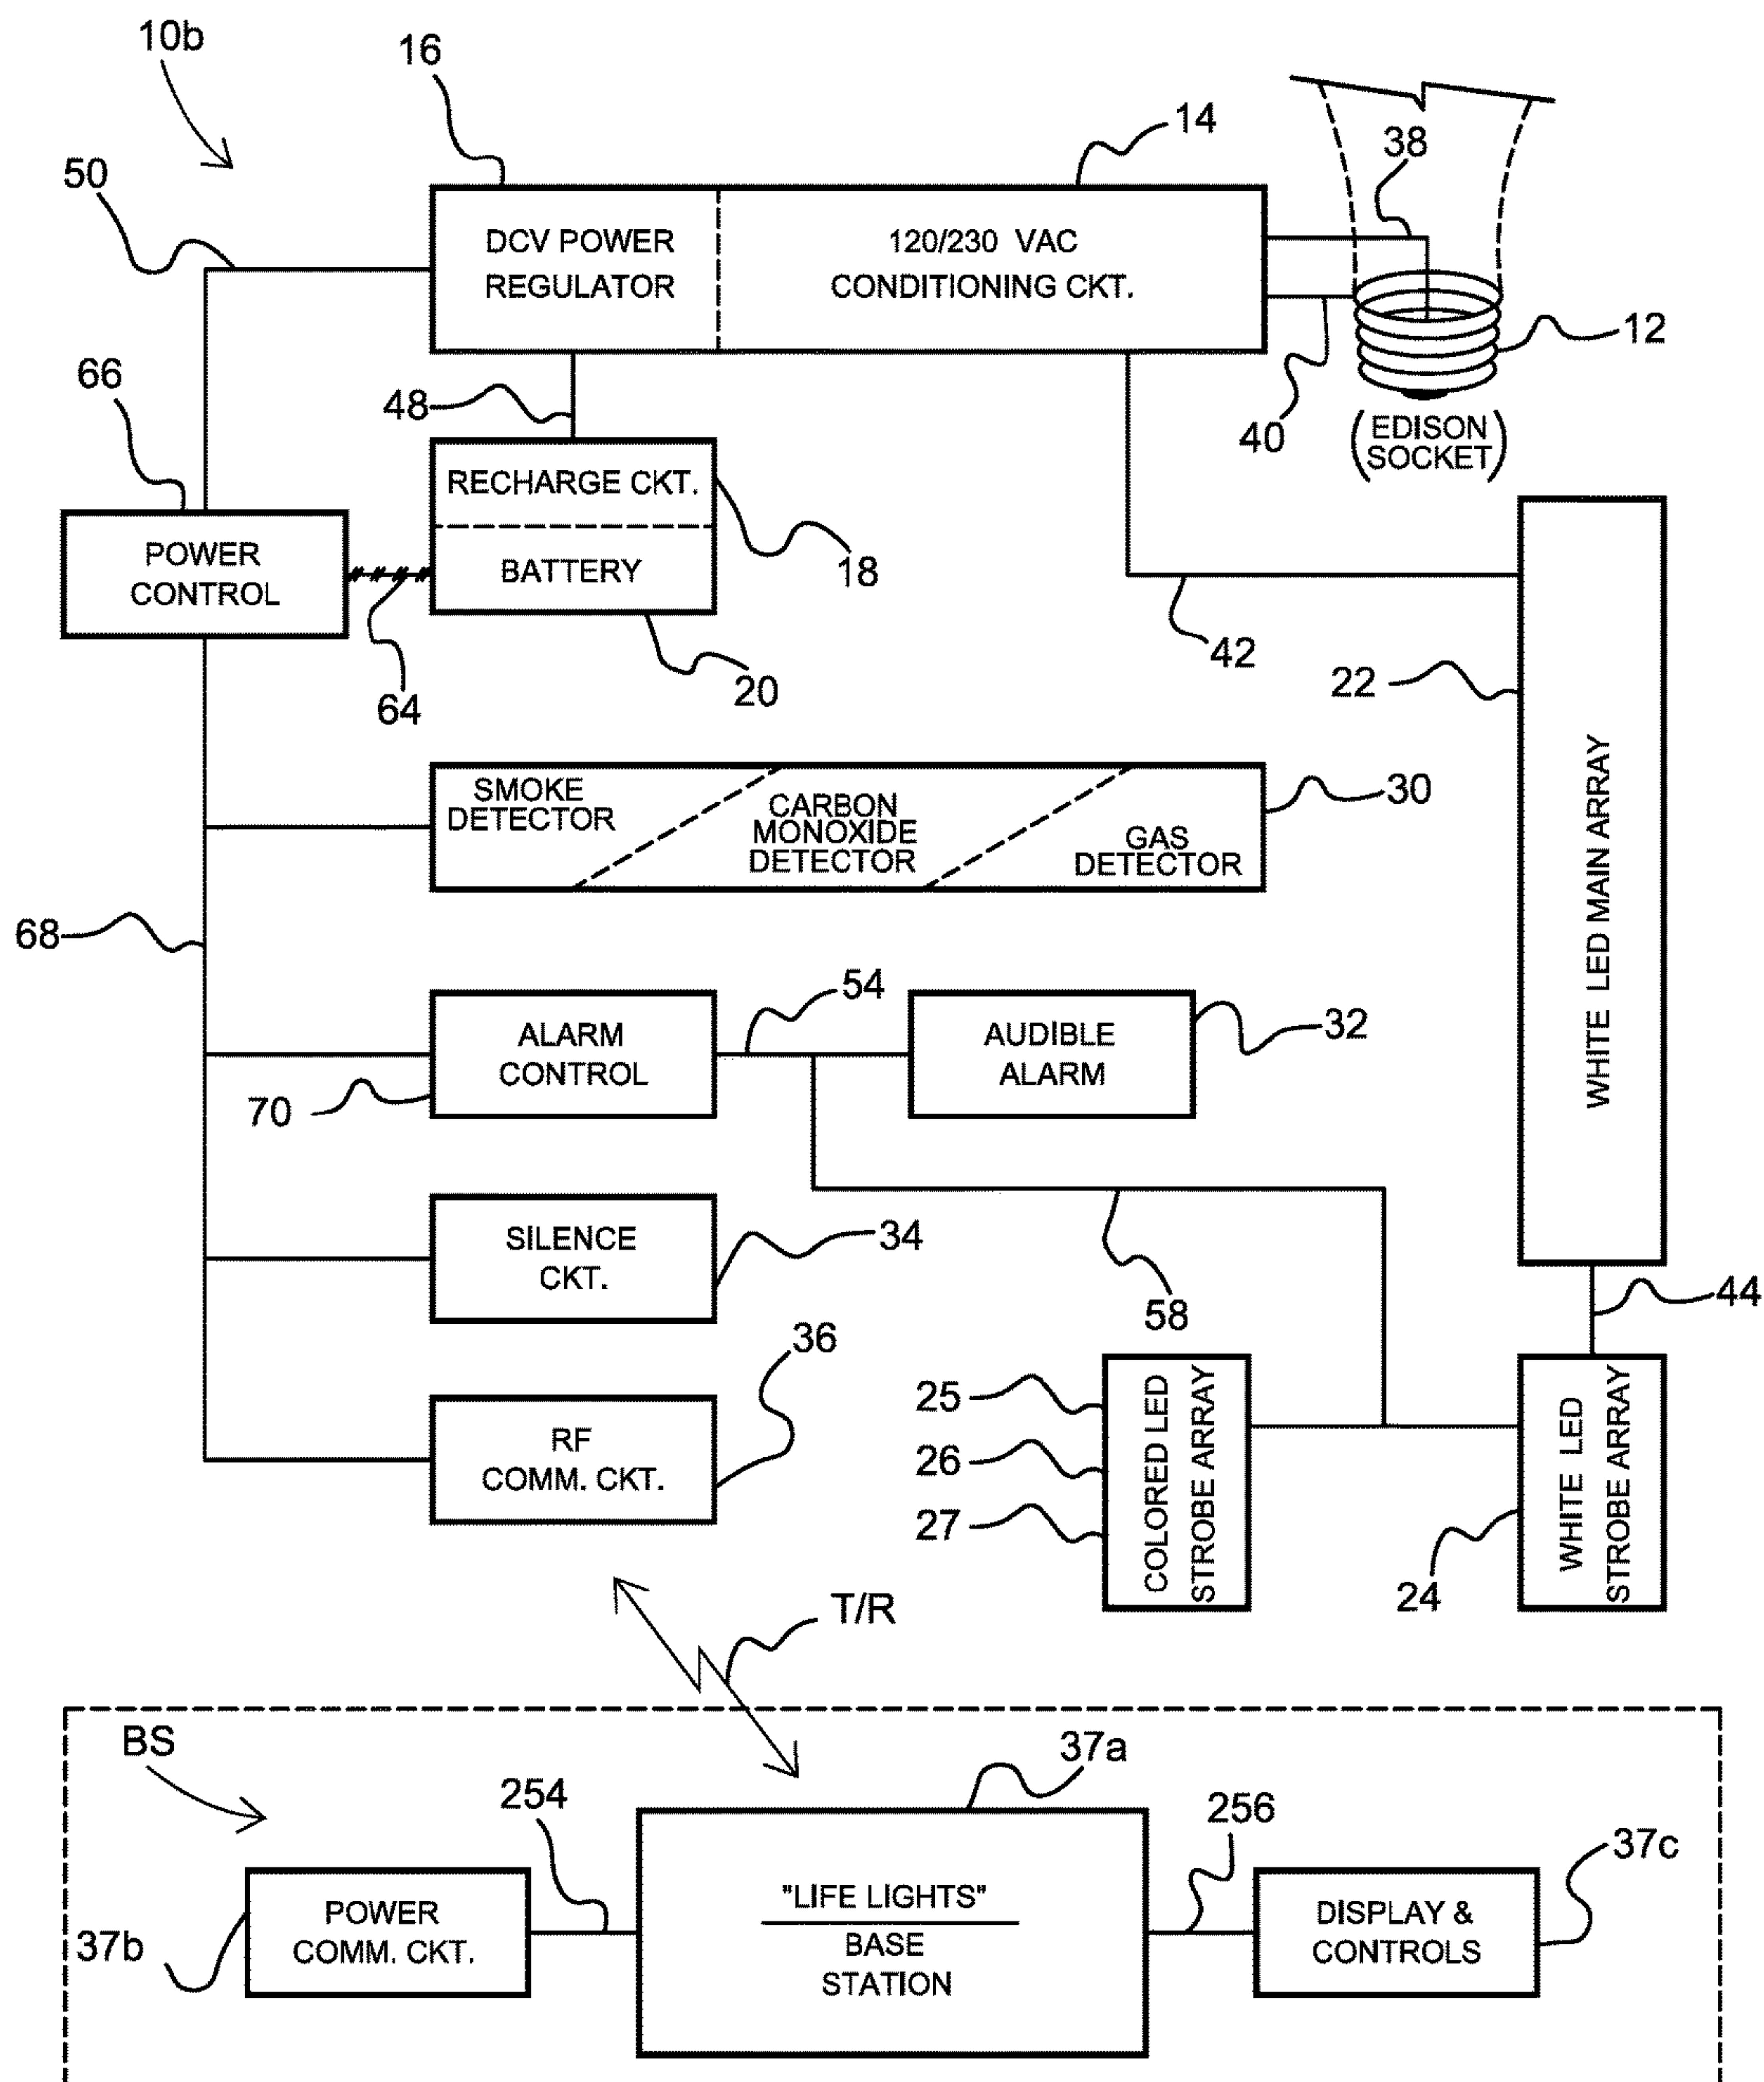 10b
16
14
38
50
DCV POWER
REGULATOR
120/230 VAC
CONDITIONING CKT.
12
66
48
40
(EDISON
SOCKET)
RECHARGE CKT.
BATTERY
18
POWER
CONTROL
64
20
42
22
WHITE LED MAIN ARRAY
SMOKE
DETECTOR
CARBON
MONOXIDE
DETECTOR
GAS
DETECTOR
30
68
54
ALARM
CONTROL
AUDIBLE
ALARM
32
70
SILENCE
CKT.
34
58
44
36
RF
COMM. CKT.
25
26
27
COLORED LED
STROBE ARRAY
WHITE LED
STROBE ARRAY
24
T/R
BS
37a
254
256
37c
"LIFE LIGHTS"
BASE
STATION
POWER
COMM. CKT.
37b
DISPLAY &
CONTROLS